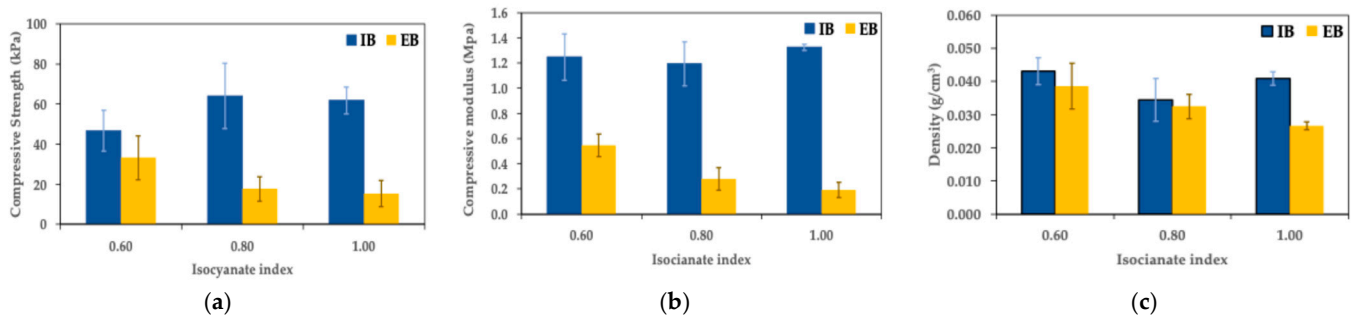 Compressive Strength (kPa)
100
80
60
40
20
0
IB EB
0.60 0.80 1.00
Isocyanate index
(a)
Compressive modulus (Mpa)
1.6
1.4
1.2
1.0
0.8
0.6
0.4
0.2
0.0
IB EB
0.60 0.80 1.00
Isocianate index
(b)
Density (g/cm³)
0.060
0.050
0.040
0.030
0.020
0.010
0.000
IB EB
0.60 0.80 1.00
Isocianate index
(c)